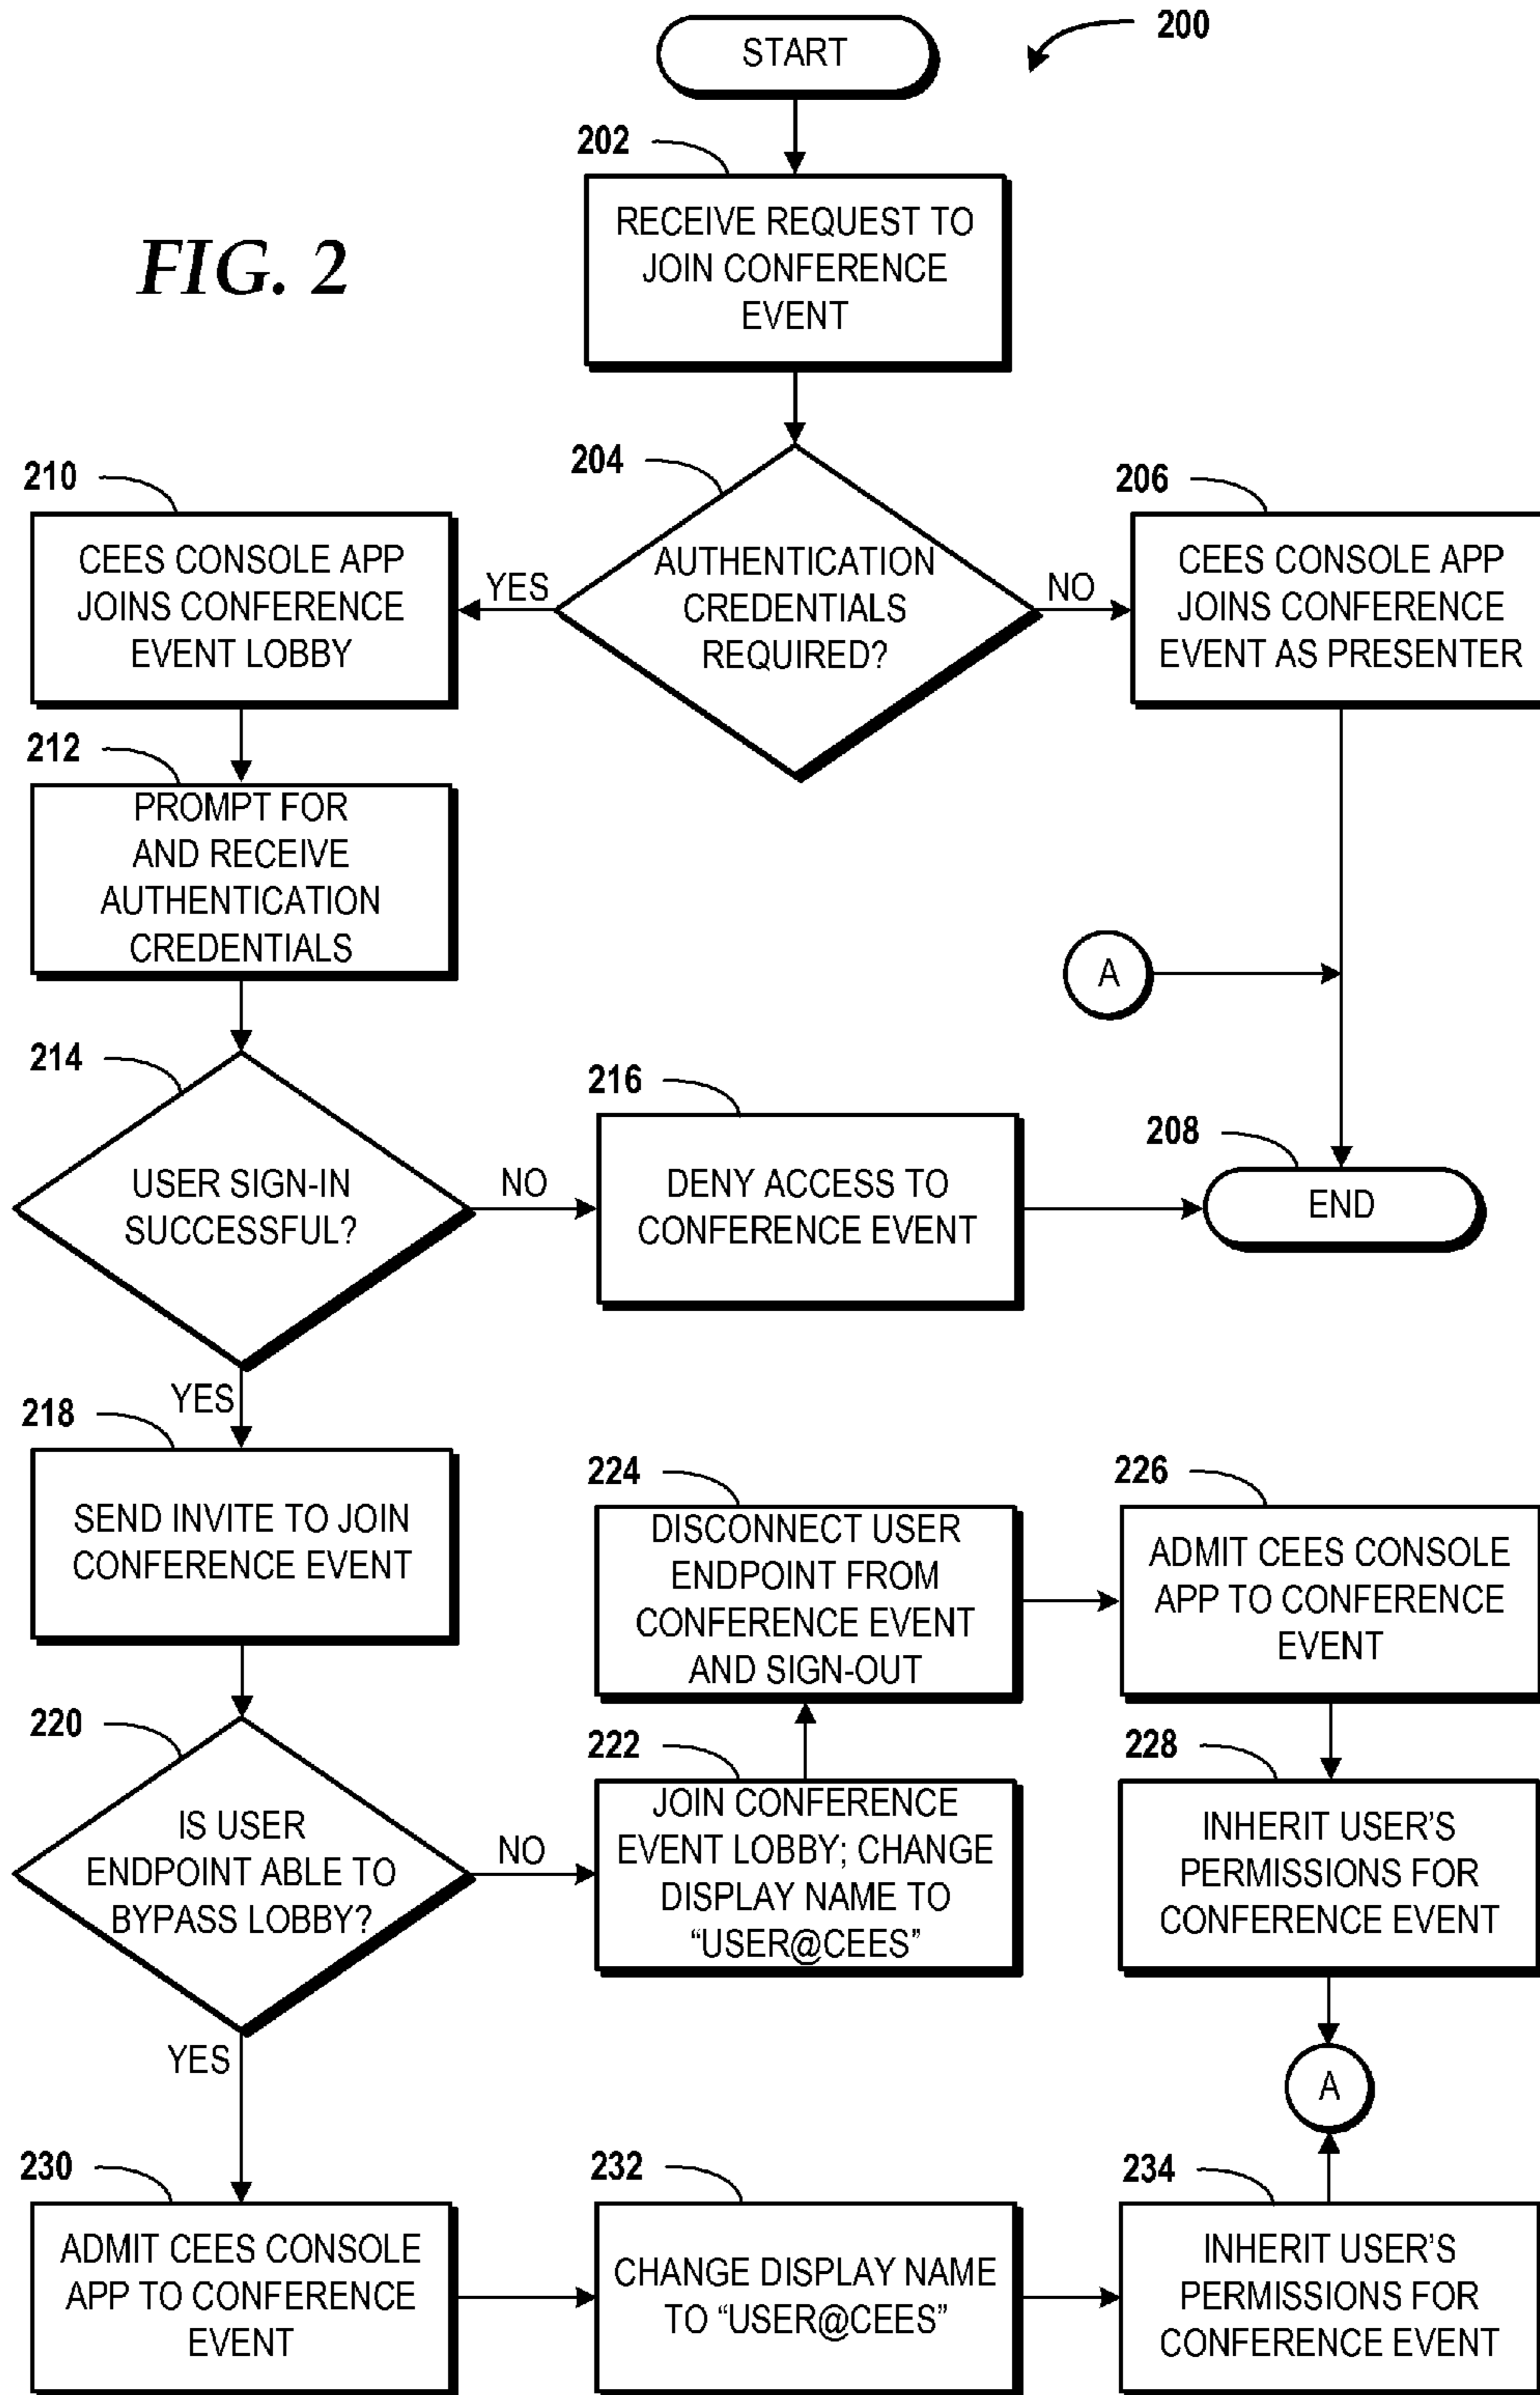 START
200
202
RECEIVE REQUEST TO
JOIN CONFERENCE
EVENT
FIG. 2
204
AUTHENTICATION
CREDENTIALS
REQUIRED?
YES
NO
210
CEES CONSOLE APP
JOINS CONFERENCE
EVENT LOBBY
206
CEES CONSOLE APP
JOINS CONFERENCE
EVENT AS PRESENTER
212
PROMPT FOR
AND RECEIVE
AUTHENTICATION
CREDENTIALS
A
214
USER SIGN-IN
SUCCESSFUL?
NO
216
DENY ACCESS TO
CONFERENCE EVENT
208
END
YES
218
SEND INVITE TO JOIN
CONFERENCE EVENT
224
DISCONNECT USER
ENDPOINT FROM
CONFERENCE EVENT
AND SIGN-OUT
226
ADMIT CEES CONSOLE
APP TO CONFERENCE
EVENT
220
IS USER
ENDPOINT ABLE TO
BYPASS LOBBY?
NO
222
JOIN CONFERENCE
EVENT LOBBY; CHANGE
DISPLAY NAME TO
“USER@CEES”
228
INHERIT USER’S
PERMISSIONS FOR
CONFERENCE EVENT
YES
A
230
ADMIT CEES CONSOLE
APP TO CONFERENCE
EVENT
232
CHANGE DISPLAY NAME
TO “USER@CEES”
234
INHERIT USER’S
PERMISSIONS FOR
CONFERENCE EVENT